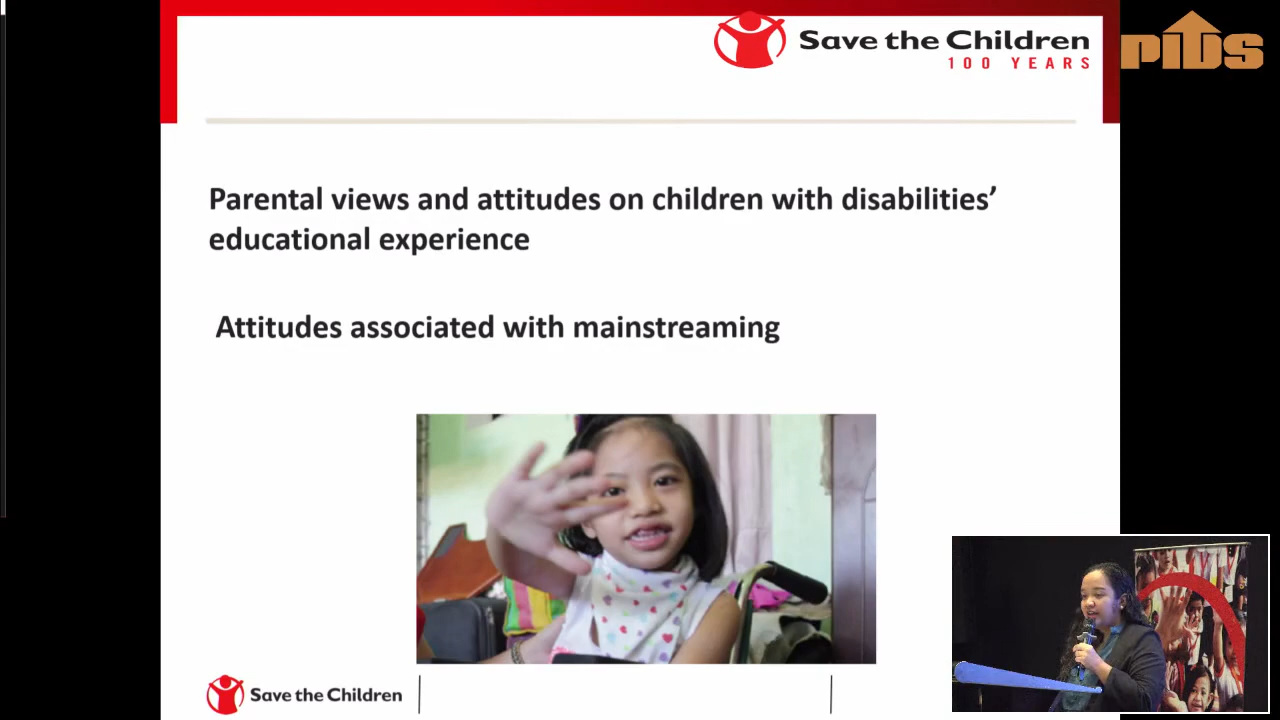 Save the Children
100 YEARS
PIDS
Parental views and attitudes on children with disabilities’
educational experience
Attitudes associated with mainstreaming
Save the Children